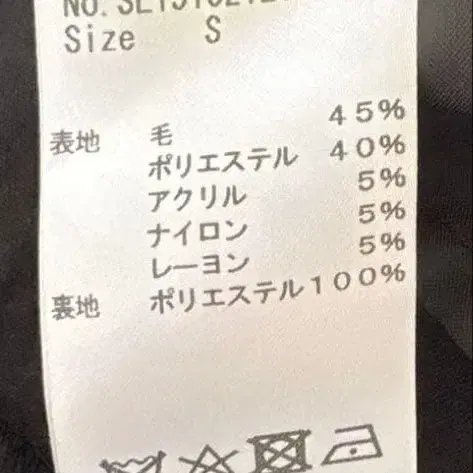 Size S
表地 毛 45%
ポリエステル 40%
アクリル 5%
ナイロン 5%
レーヨン 5%
裏地 ポリエステル100%